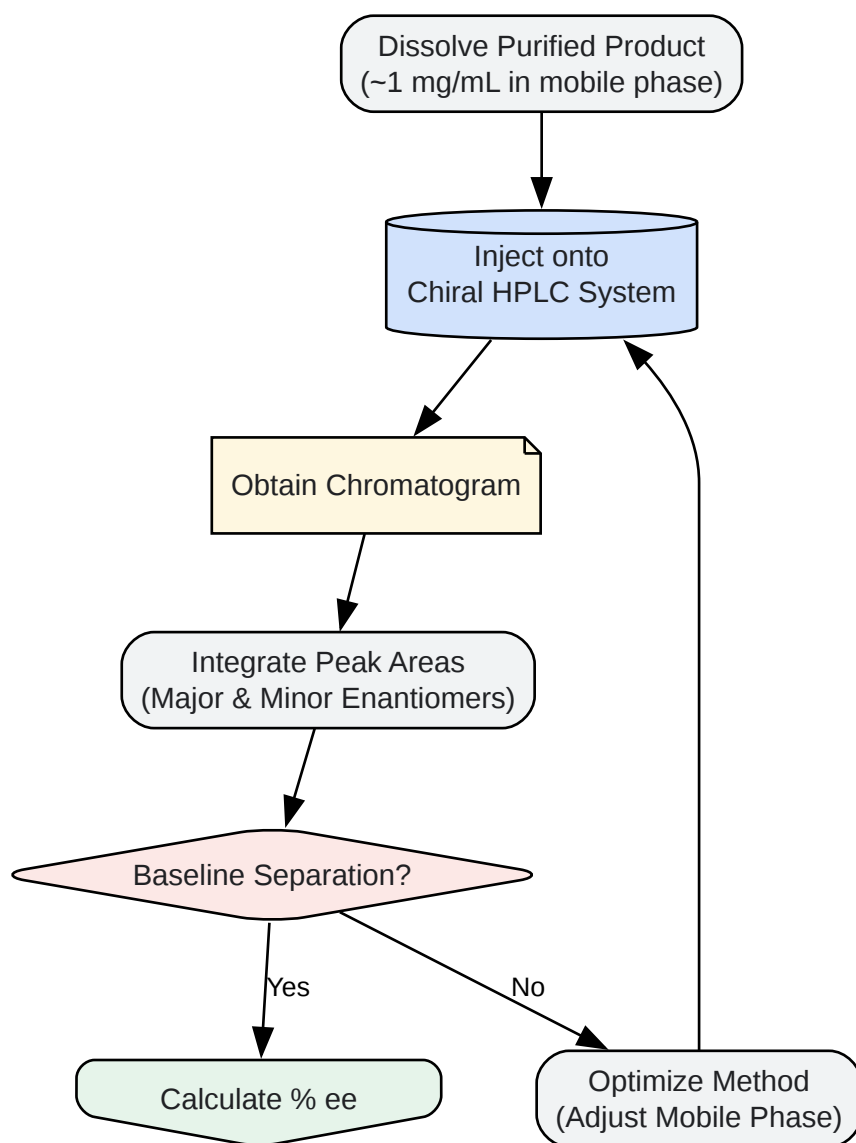 Dissolve Purified Product
(~1 mg/mL in mobile phase)
Inject onto
Chiral HPLC System
Obtain Chromatogram
Integrate Peak Areas
(Major & Minor Enantiomers)
Baseline Separation?
Yes
No
Calculate % ee
Optimize Method
(Adjust Mobile Phase)